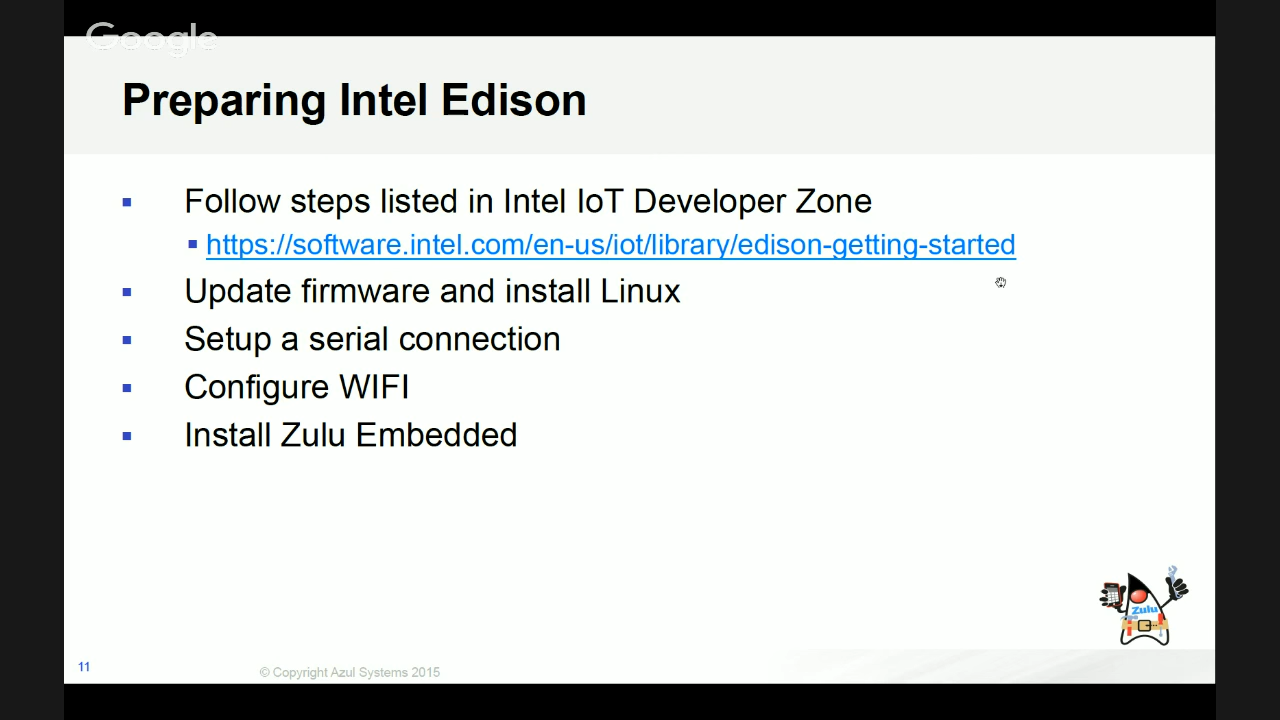 Google
Preparing Intel Edison
Follow steps listed in Intel IoT Developer Zone
https://software.intel.com/en-us/iot/library/edison-getting-started
Update firmware and install Linux
Setup a serial connection
Configure WIFI
Install Zulu Embedded
Zulu
11
© Copyright Azul Systems 2015